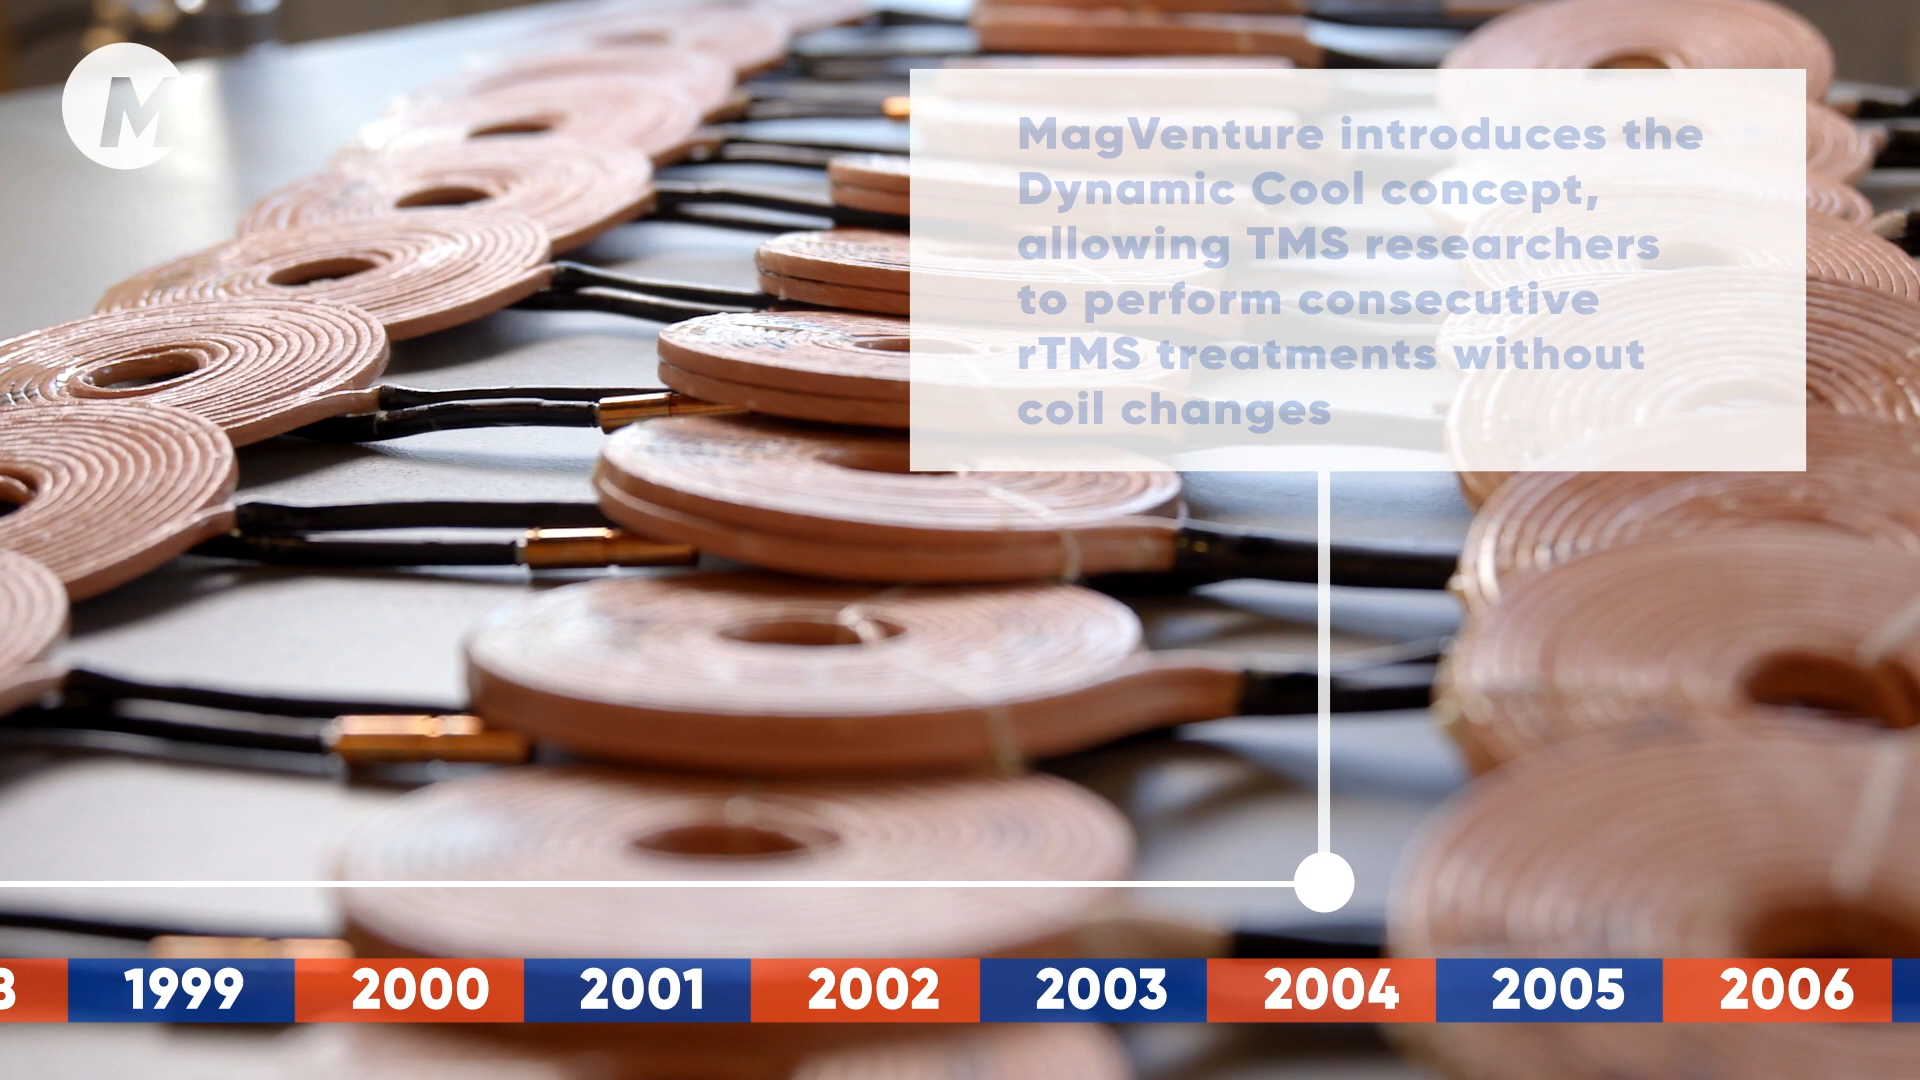 M
MagVenture introduces the
Dynamic Cool concept,
allowing TMS researchers
to perform consecutive
rTMS treatments without
coil changes
8 1999 2000 2001 2002 2003 2004 2005 2006